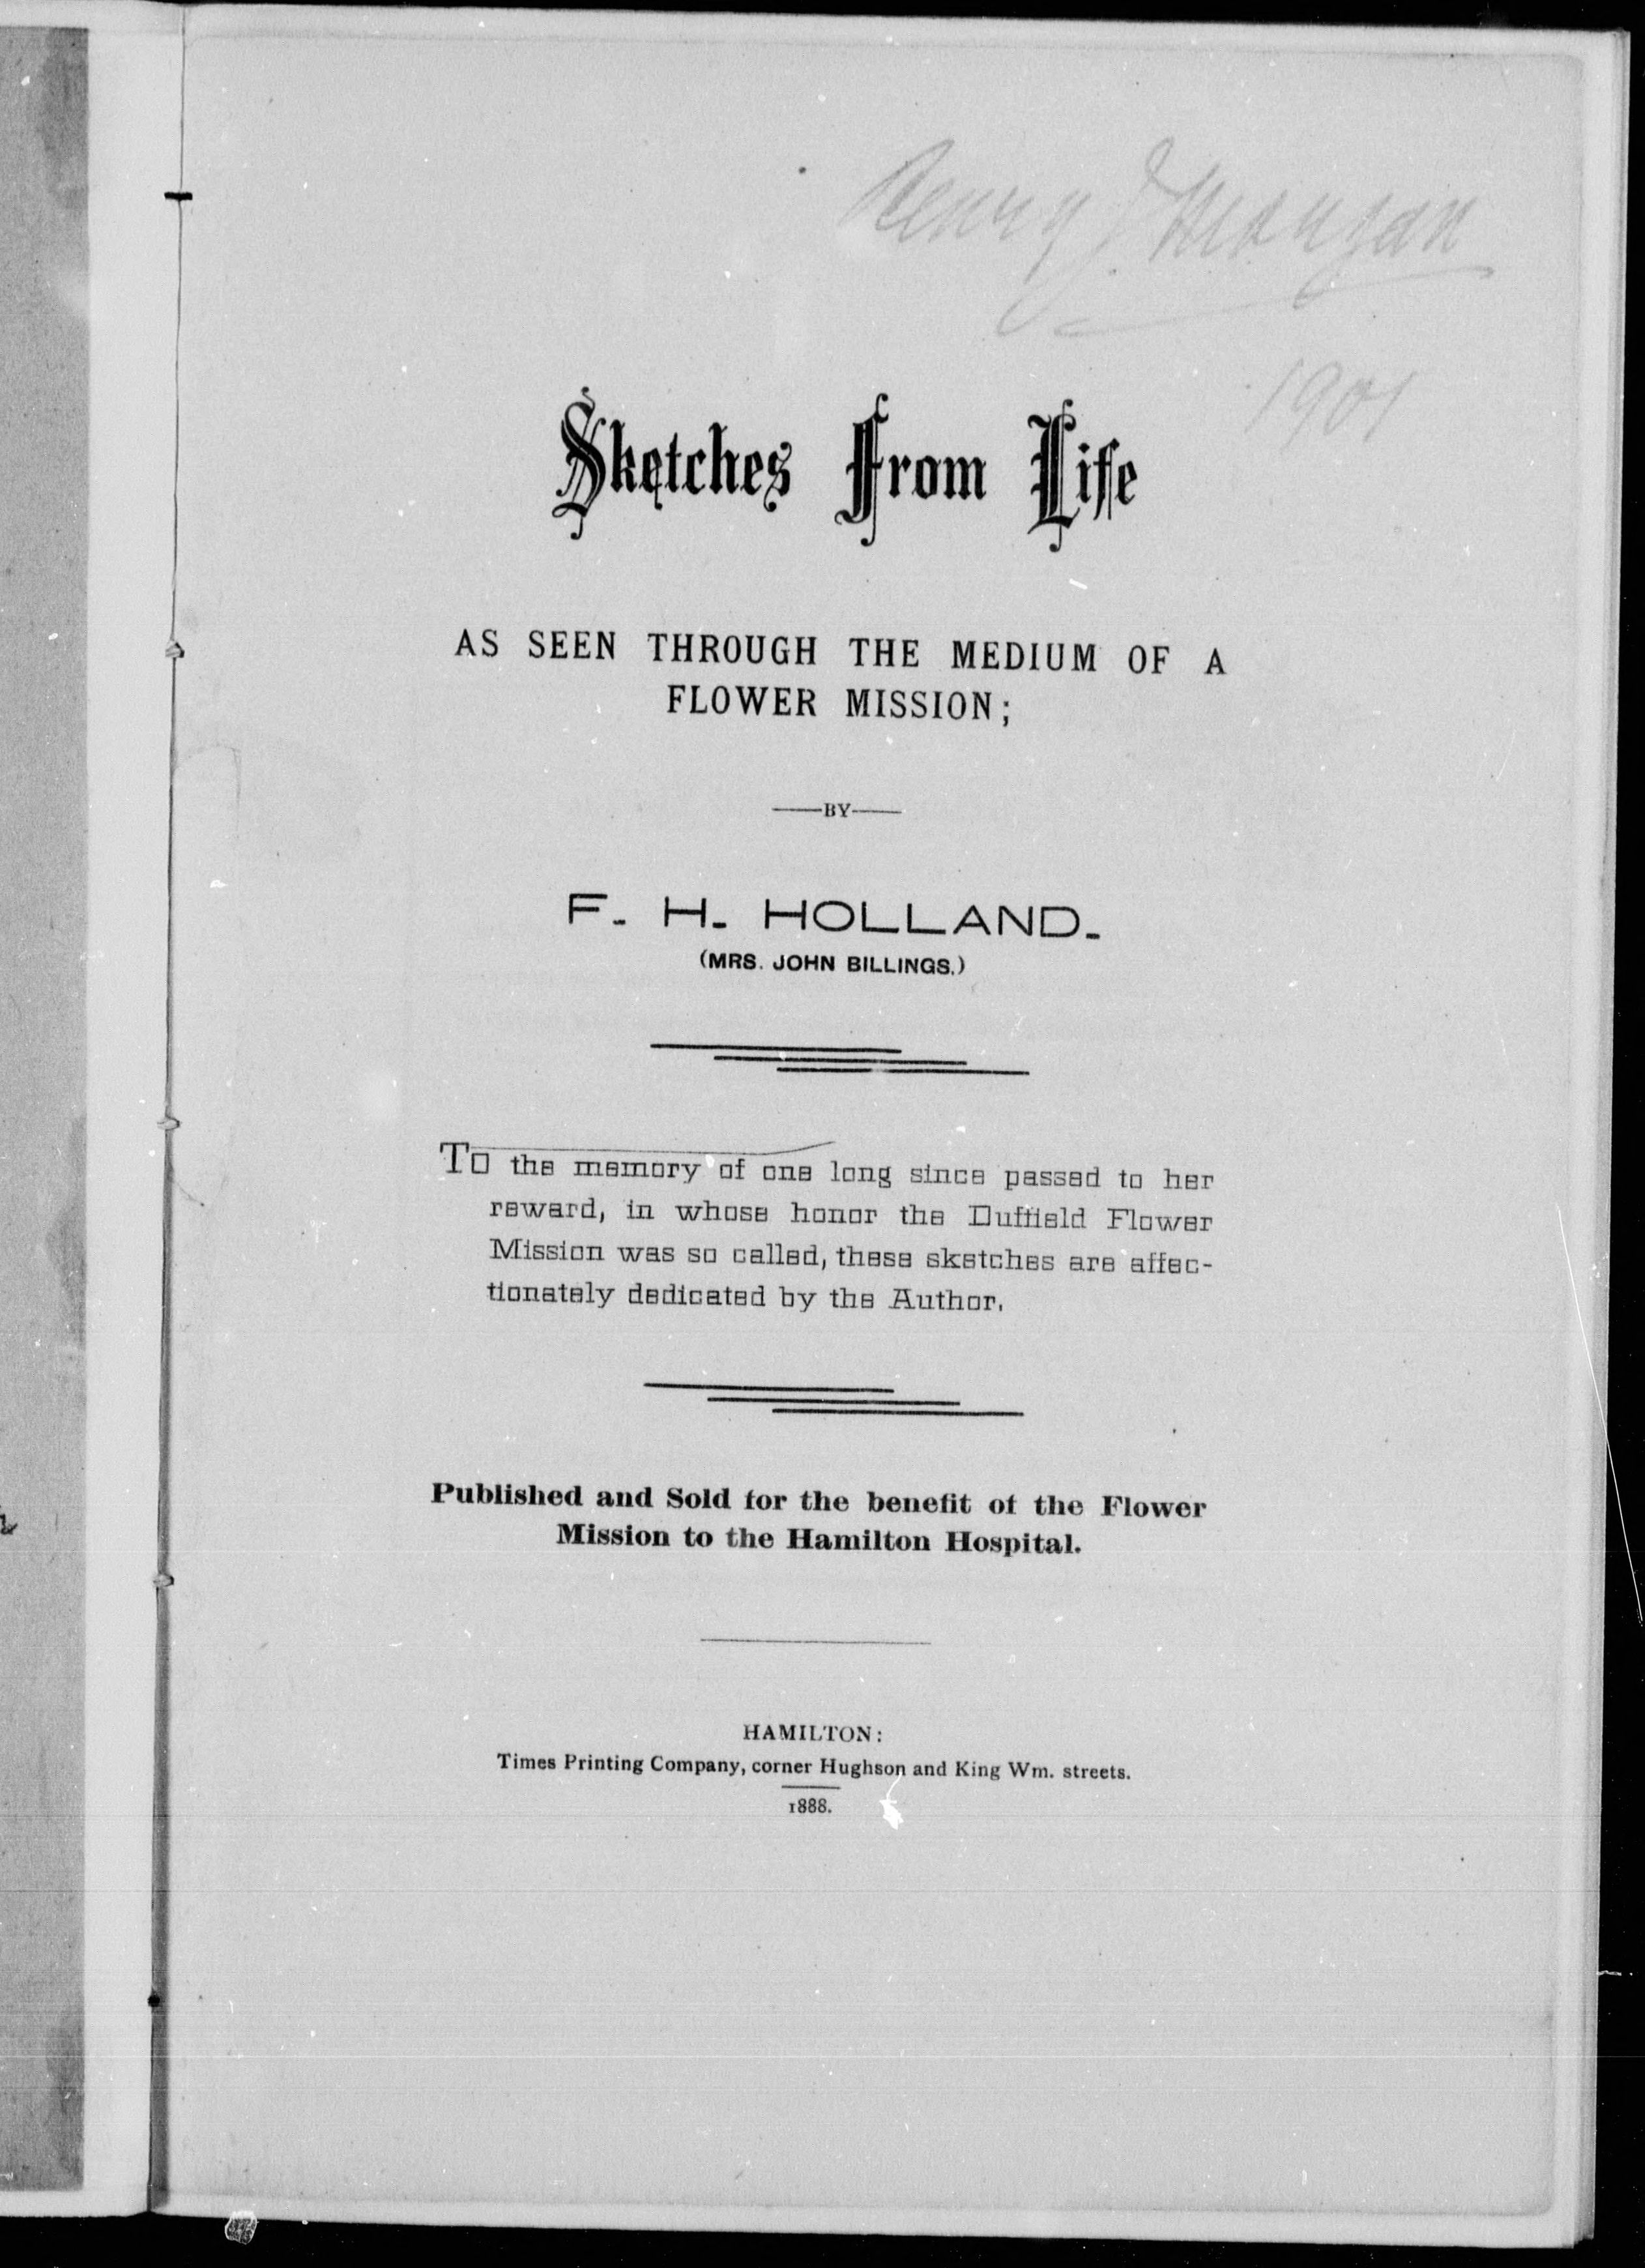 Henry J. Morgan
1901
Sketches From Life
AS SEEN THROUGH THE MEDIUM OF A
FLOWER MISSION;
——BY——
F. H. HOLLAND.
(MRS. JOHN BILLINGS.)
To the memory of one long since passed to her
reward, in whose honor the Duffield Flower
Mission was so called, these sketches are affec-
tionately dedicated by the Author.
Published and Sold for the benefit of the Flower
Mission to the Hamilton Hospital.
HAMILTON:
Times Printing Company, corner Hughson and King Wm. streets.
1888.